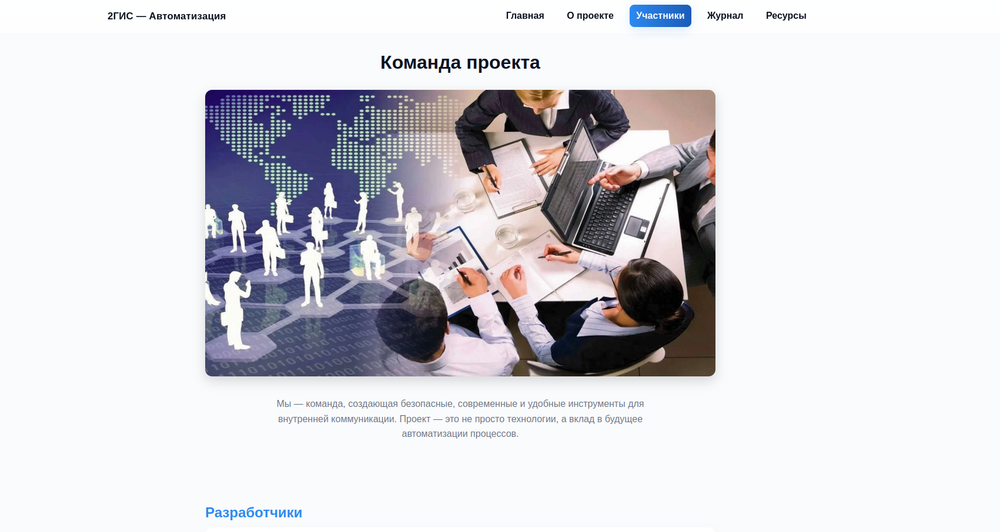 2ГИС — Автоматизация
Главная
О проекте
Участники
Журнал
Ресурсы
Команда проекта
Мы — команда, создающая безопасные, современные и удобные инструменты для
внутренней коммуникации. Проект — это не просто технологии, а вклад в будущее
автоматизации процессов.
Разработчики